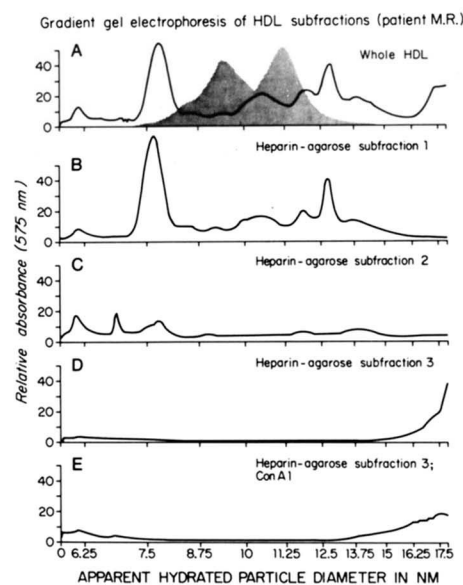 Gradient gel electrophoresis of HDL subfractions (patient M.R.)
A
Whole HDL
40
20
0
B
Heparin-agarose subfraction 1
40
20
0
C
Heparin-agarose subfraction 2
40
20
0
D
Heparin-agarose subfraction 3
40
20
0
E
Heparin-agarose subfraction 3;
Con A 1
40
20
0
Relative absorbance (575 nm)
0 6.25 7.5 8.75 10 11.25 12.5 13.75 15 16.25 17.5
APPARENT HYDRATED PARTICLE DIAMETER IN NM